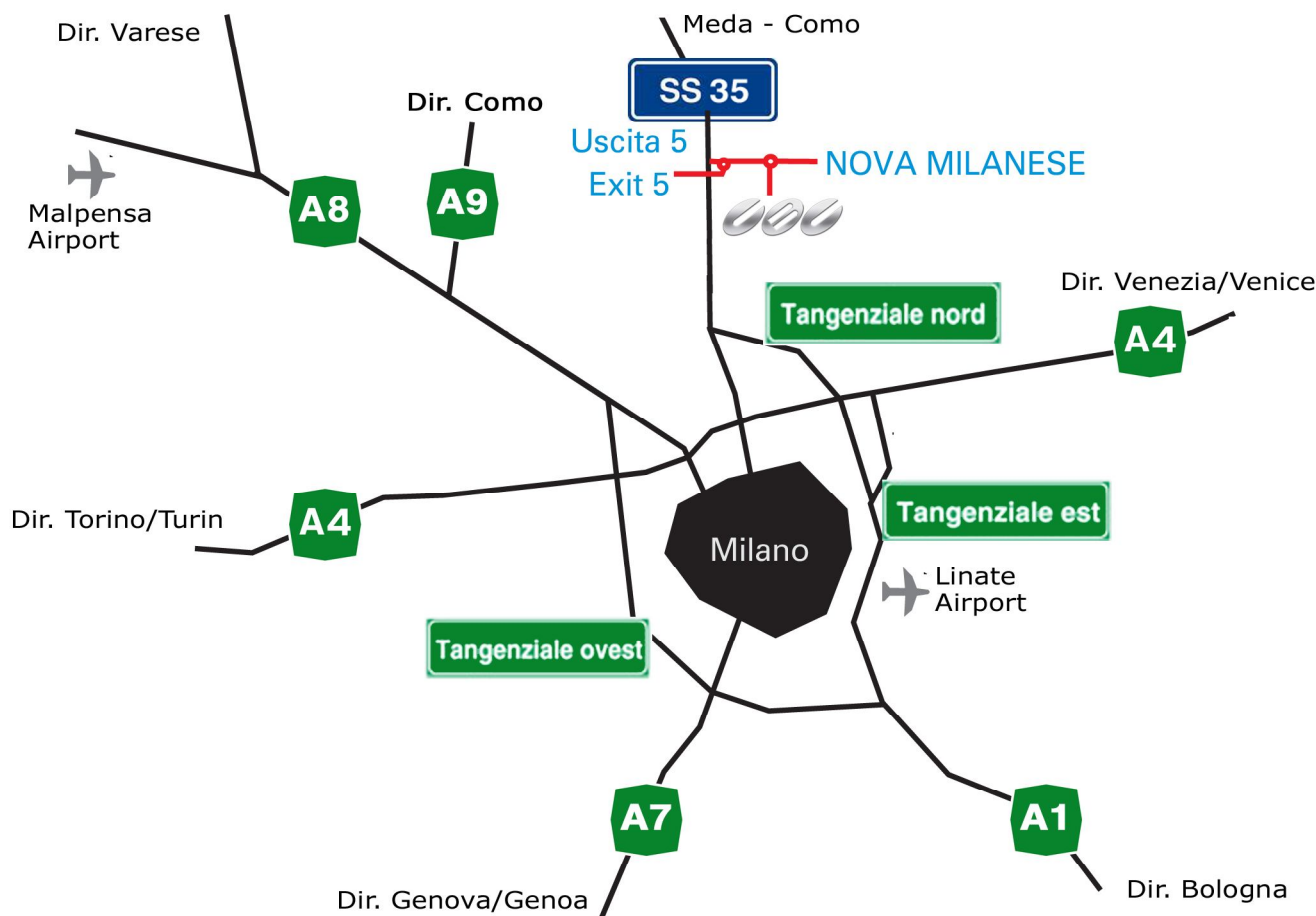 Dir. Varese
Meda - Como
SS 35
Dir. Como
Uscita 5
Exit 5
NOVA MILANESE
Malpensa
Airport
A8
A9
Dir. Venezia/Venice
Tangenziale nord
A4
Dir. Torino/Turin
A4
Tangenziale est
Milano
Linate
Airport
Tangenziale ovest
A7
A1
Dir. Genova/Genoa
Dir. Bologna